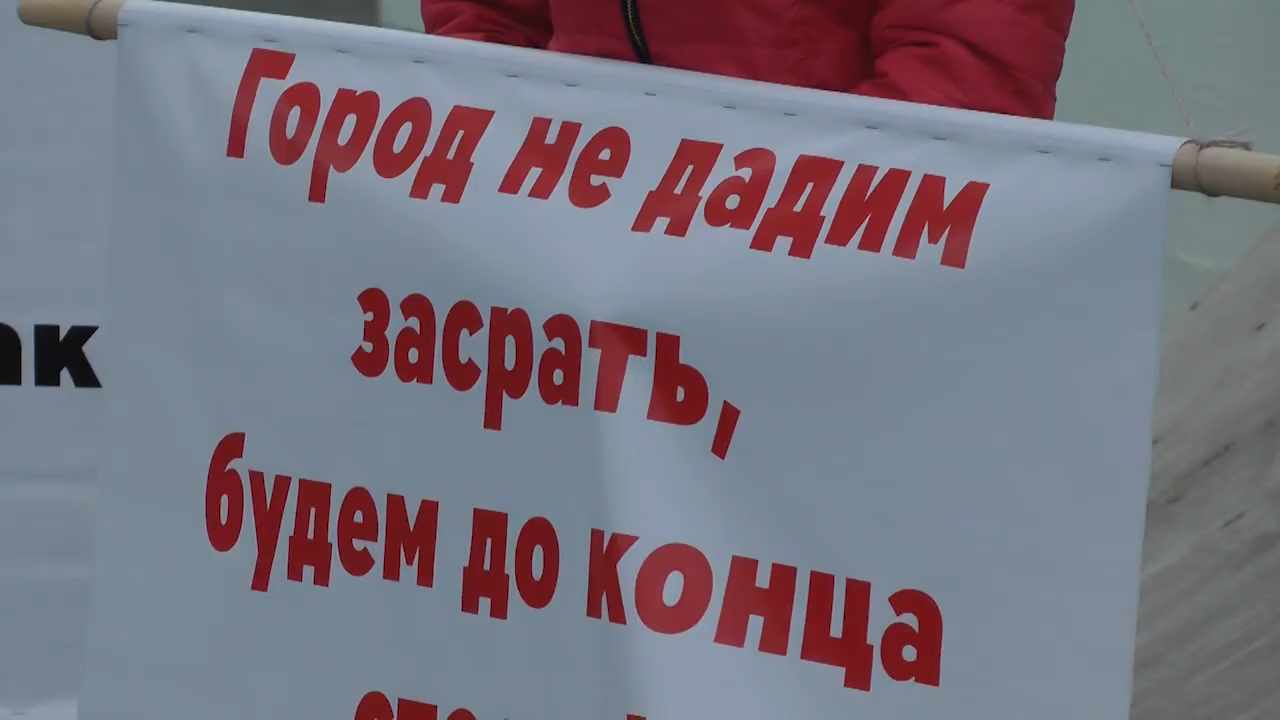 Город не дадим
засрать,
будем до конца